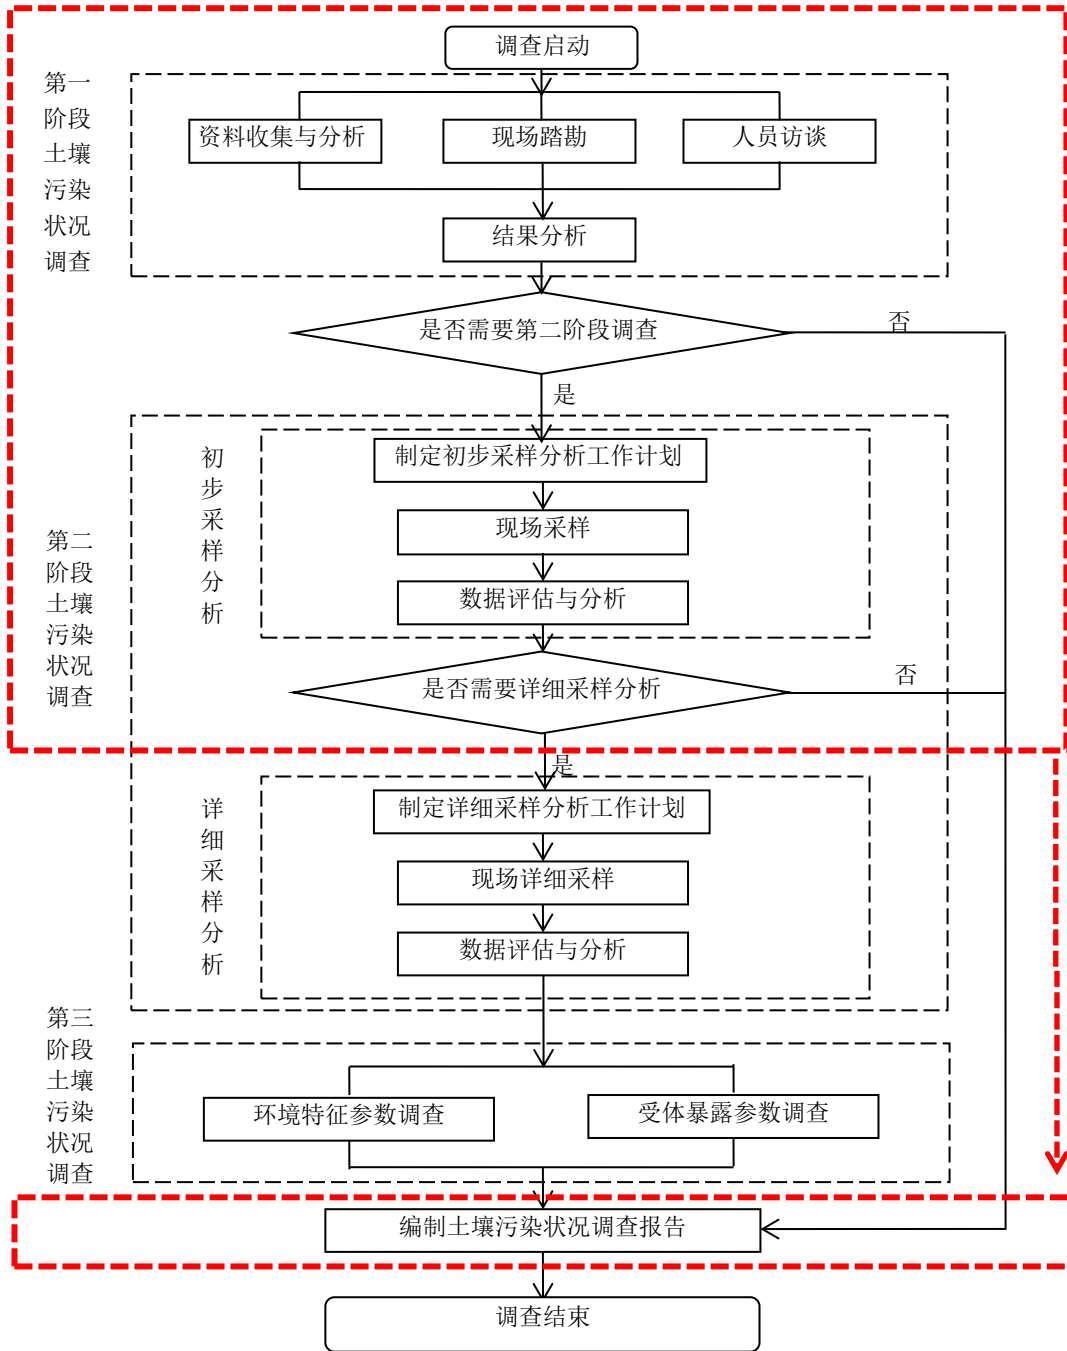 调查启动
第一
阶段
土壤
污染
状况
调查
资料收集与分析
现场踏勘
人员访谈
结果分析
是否需要第二阶段调查
否
是
初
步
采
样
分
析
制定初步采样分析工作计划
现场采样
数据评估与分析
第二
阶段
土壤
污染
状况
调查
是否需要详细采样分析
否
是
详
细
采
样
分
析
制定详细采样分析工作计划
现场详细采样
数据评估与分析
第三
阶段
土壤
污染
状况
调查
环境特征参数调查
受体暴露参数调查
编制土壤污染状况调查报告
调查结束